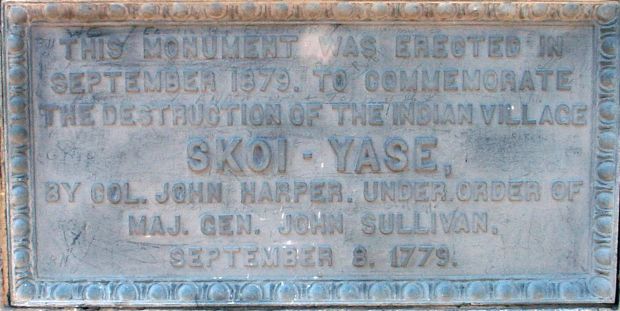 THIS MONUMENT WAS ERECTED IN
SEPTEMBER 1879. TO COMMEMORATE
THE DESTRUCTION OF THE INDIAN VILLAGE
SKOI-YASE,
BY COL. JOHN HARPER. UNDER.ORDER OF
MAJ. GEN. JOHN SULLIVAN.
SEPTEMBER 8. 1779.